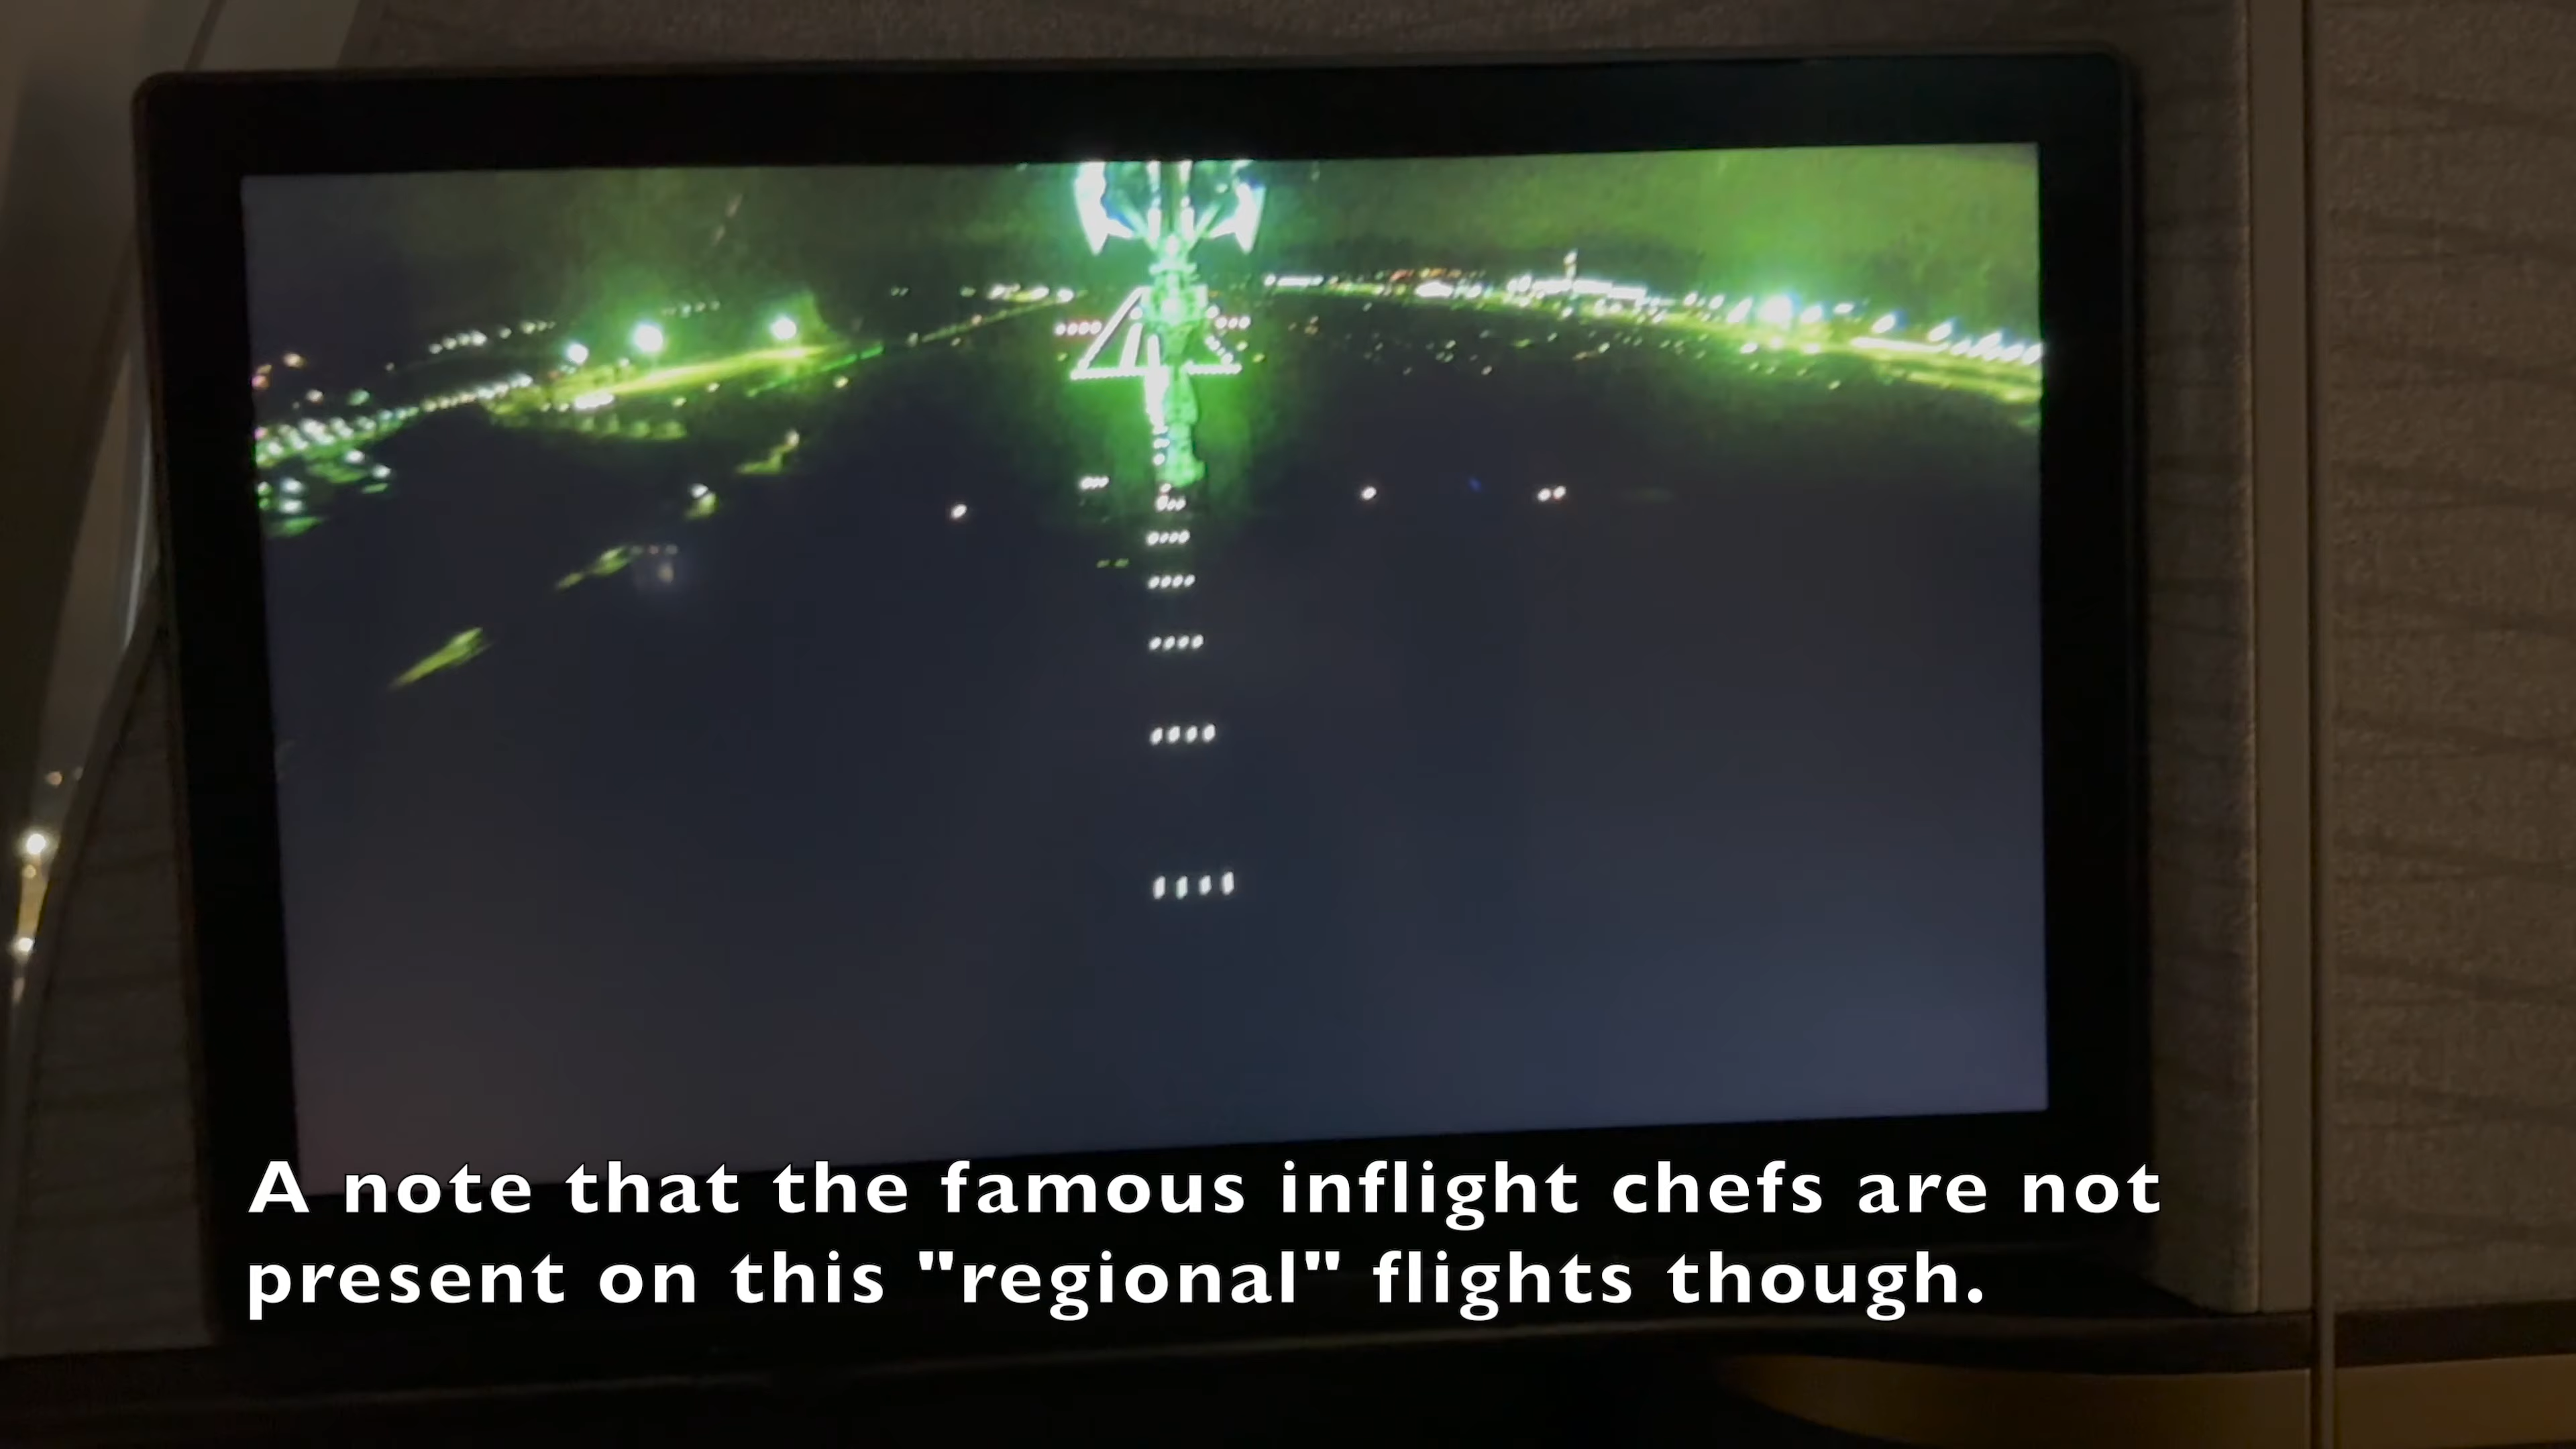 A note that the famous inflight chefs are not
present on this "regional" flights though.